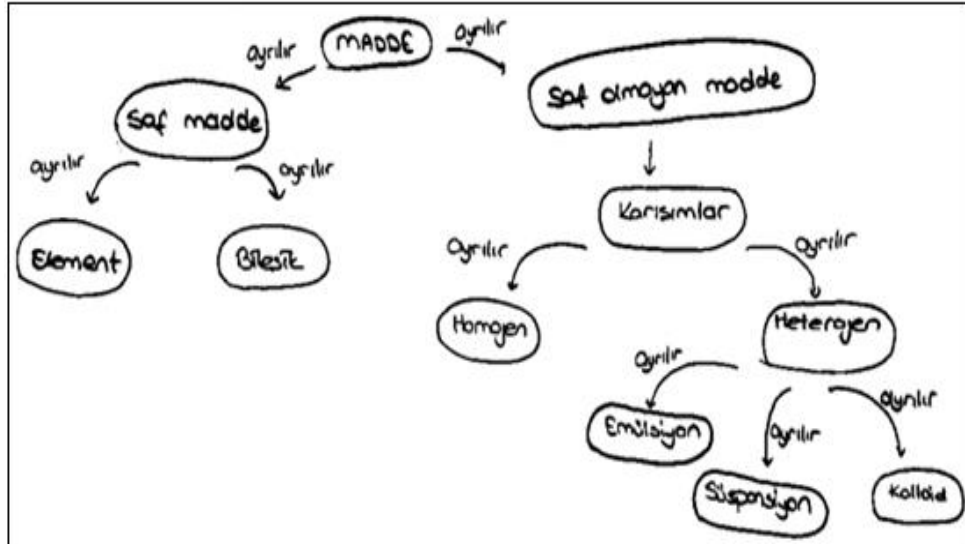 MADDE
ayrılır
ayrılır
Saf madde
Saf olmayan madde
ayrılır
ayrılır
Element
Bileşik
Karışımlar
ayrılır
ayrılır
Homojen
Heterojen
ayrılır
ayrılır
ayrılır
Emülsiyon
Süspansiyon
Kolloid